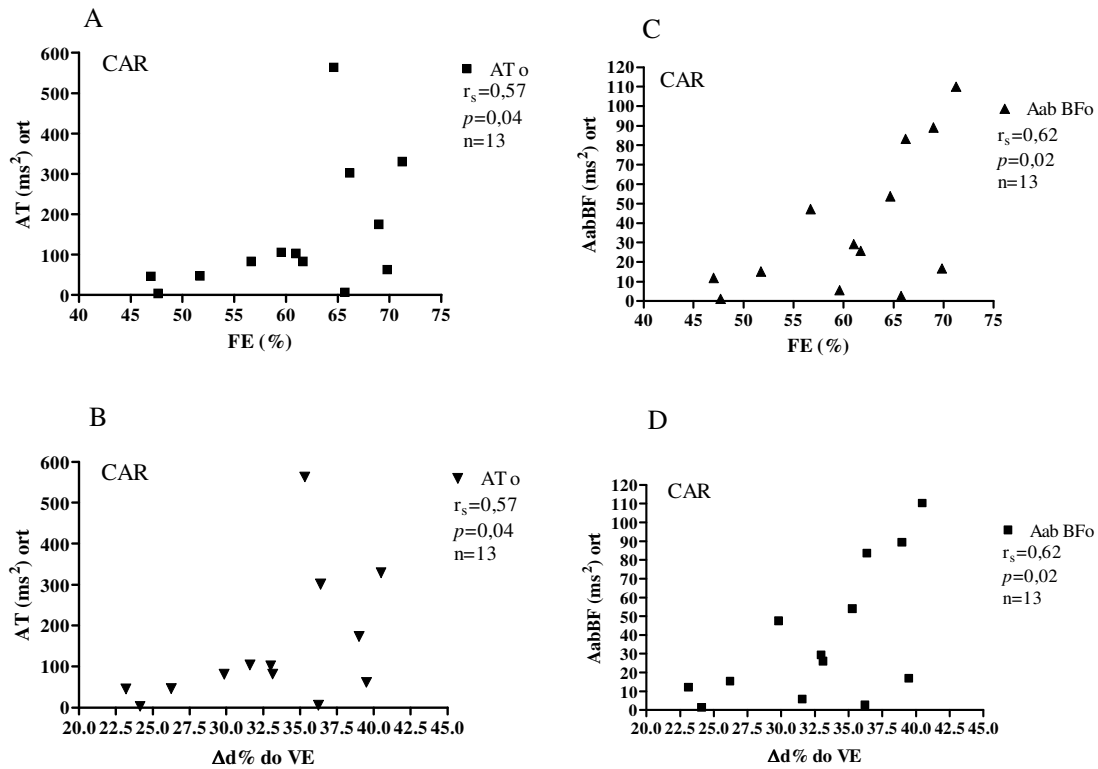 A
CAR
600
500
400
300
200
100
0
AT (ms²) ort
40 45 50 55 60 65 70 75
FE (%)
■ AT o
rₛ=0,57
p=0,04
n=13
C
CAR
120
110
100
90
80
70
60
50
40
30
20
10
0
AabBF (ms²) ort
40 45 50 55 60 65 70 75
FE (%)
▲ Aab BFo
rₛ=0,62
p=0,02
n=13
B
CAR
600
500
400
300
200
100
0
AT (ms²) ort
20.0 22.5 25.0 27.5 30.0 32.5 35.0 37.5 40.0 42.5 45.0
Δd% do VE
▼ AT o
rₛ=0,57
p=0,04
n=13
D
CAR
120
110
100
90
80
70
60
50
40
30
20
10
0
AabBF (ms²) ort
20.0 22.5 25.0 27.5 30.0 32.5 35.0 37.5 40.0 42.5 45.0
Δd% do VE
■ Aab BFo
rₛ=0,62
p=0,02
n=13